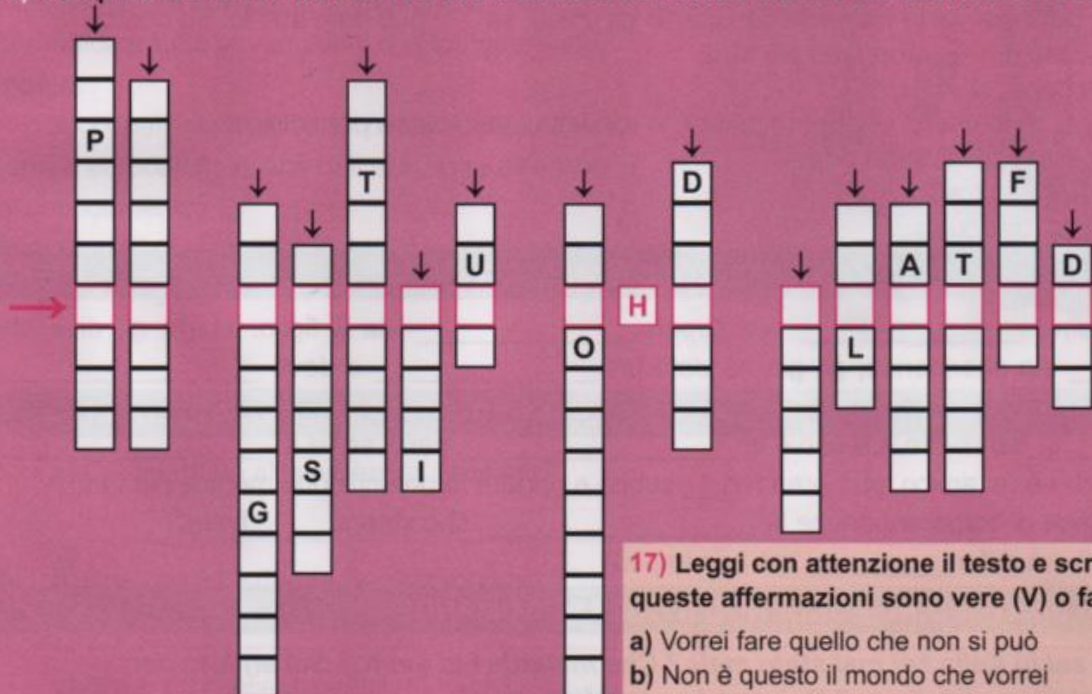 P
T D F
U A T D
H
O L
S I
G
17) Leggi con attenzione il testo e scr
queste affermazioni sono vere (V) o fa
a) Vorrei fare quello che non si può
b) Non è questo il mondo che vorrei